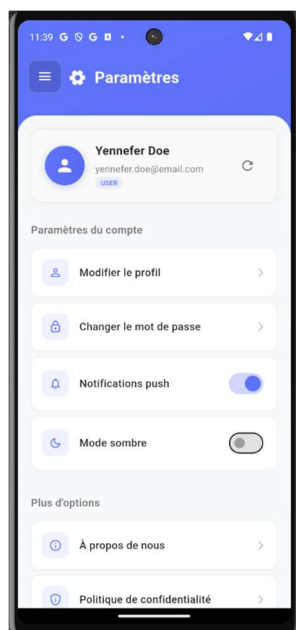 11:39 G G
Paramètres
Yennefer Doe
yennefer.doe@email.com
USER
Paramètres du compte
Modifier le profil
Changer le mot de passe
Notifications push
Mode sombre
Plus d'options
À propos de nous
Politique de confidentialité